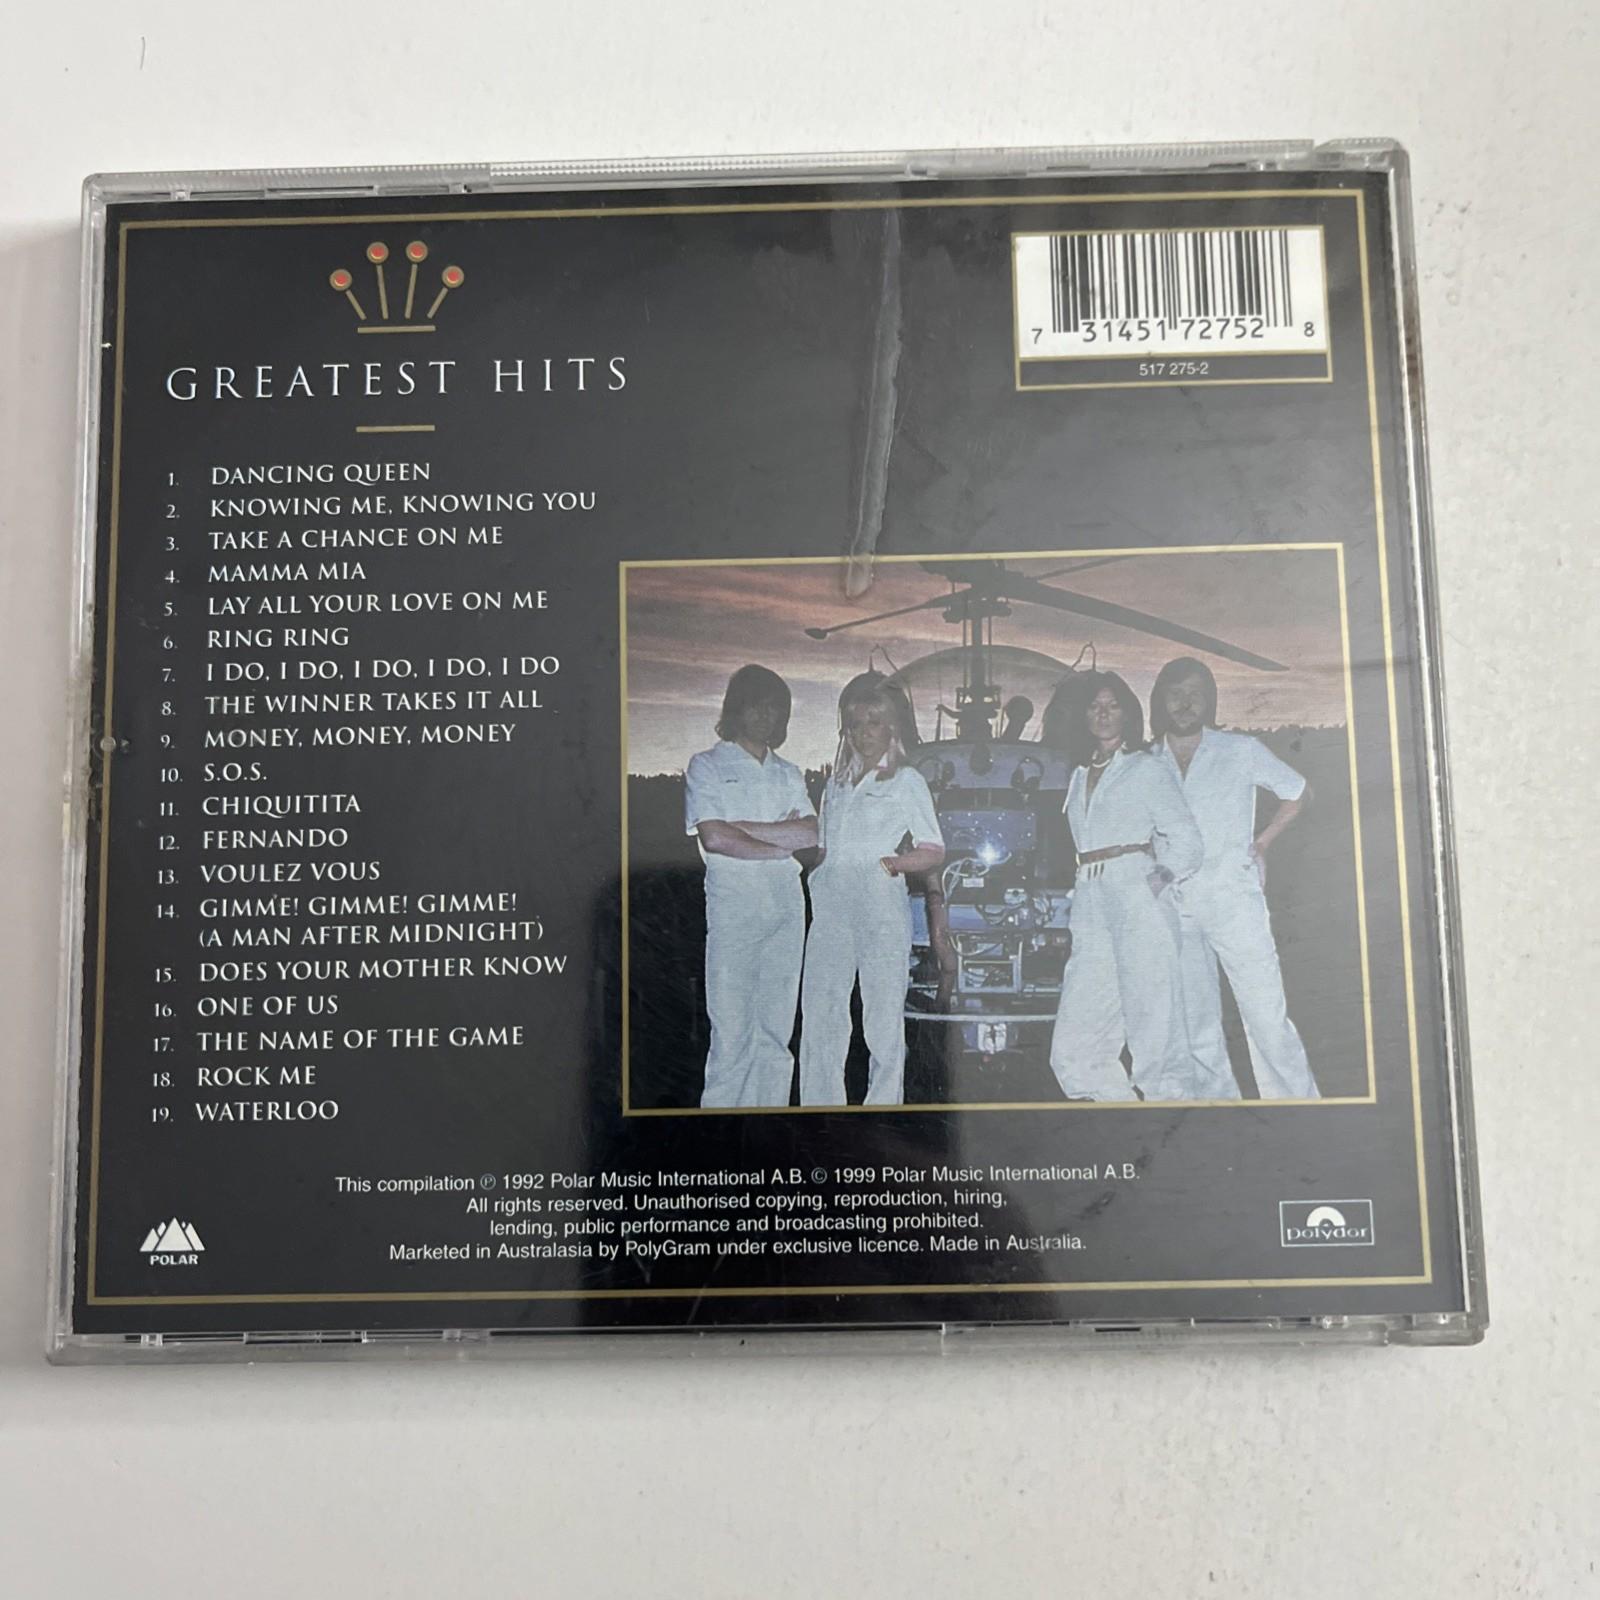 7 31451 72752 8
517 275-2
GREATEST HITS
1. DANCING QUEEN
2. KNOWING ME, KNOWING YOU
3. TAKE A CHANCE ON ME
4. MAMMA MIA
5. LAY ALL YOUR LOVE ON ME
6. RING RING
7. I DO, I DO, I DO, I DO, I DO
8. THE WINNER TAKES IT ALL
9. MONEY, MONEY, MONEY
10. S.O.S.
11. CHIQUITITA
12. FERNANDO
13. VOULEZ VOUS
14. GIMME! GIMME! GIMME!
(A MAN AFTER MIDNIGHT)
15. DOES YOUR MOTHER KNOW
16. ONE OF US
17. THE NAME OF THE GAME
18. ROCK ME
19. WATERLOO
This compilation ℗ 1992 Polar Music International A.B. © 1999 Polar Music International A.B.
All rights reserved. Unauthorised copying, reproduction, hiring,
lending, public performance and broadcasting prohibited.
Marketed in Australasia by PolyGram under exclusive licence. Made in Australia.
POLAR
polydor